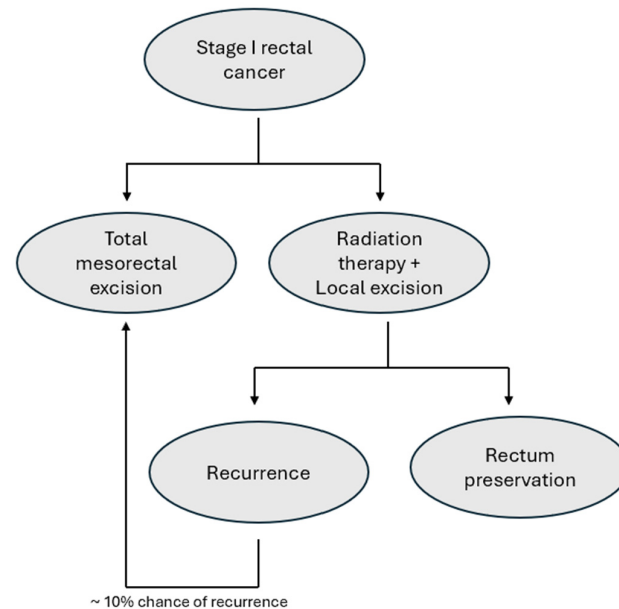 Stage I rectal
cancer
Total
mesorectal
excision
Radiation
therapy +
Local excision
Recurrence
Rectum
preservation
~ 10% chance of recurrence